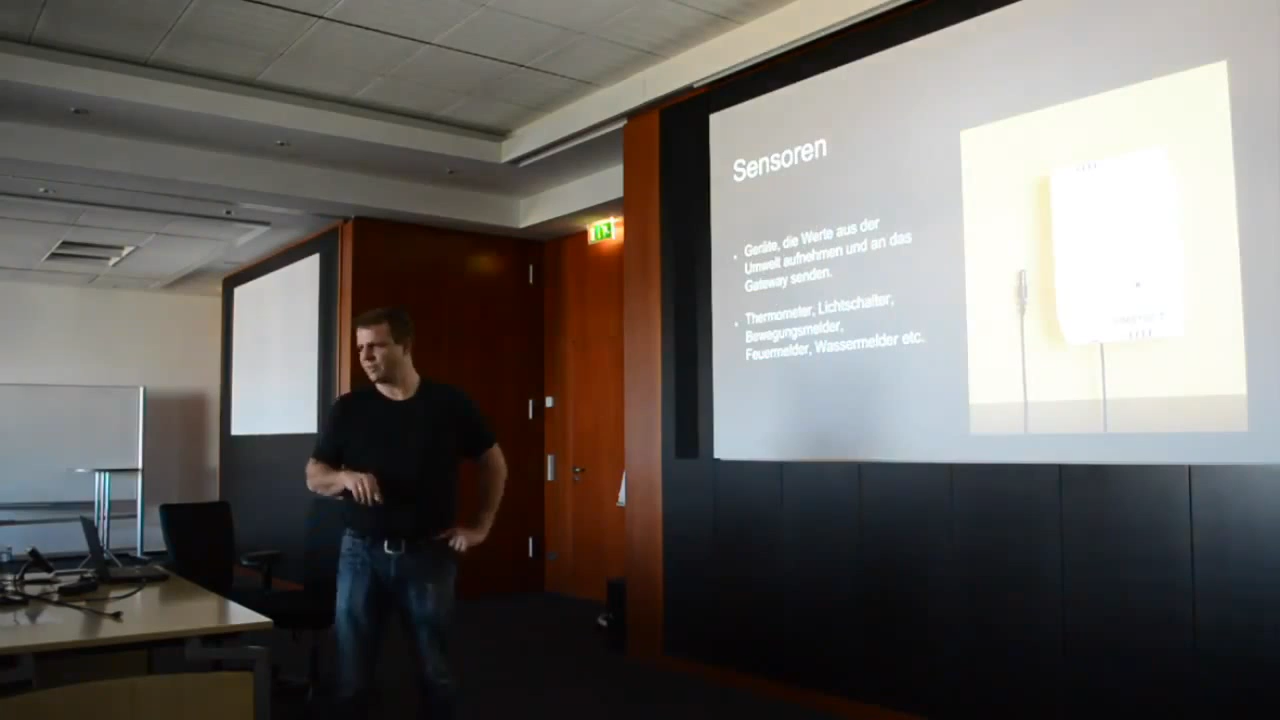 Sensoren
• Geräte, die Werte aus der
Umwelt aufnehmen und an das
Gateway senden.
• Thermometer, Lichtschalter,
Bewegungsmelder,
Feuermelder, Wassermelder etc.